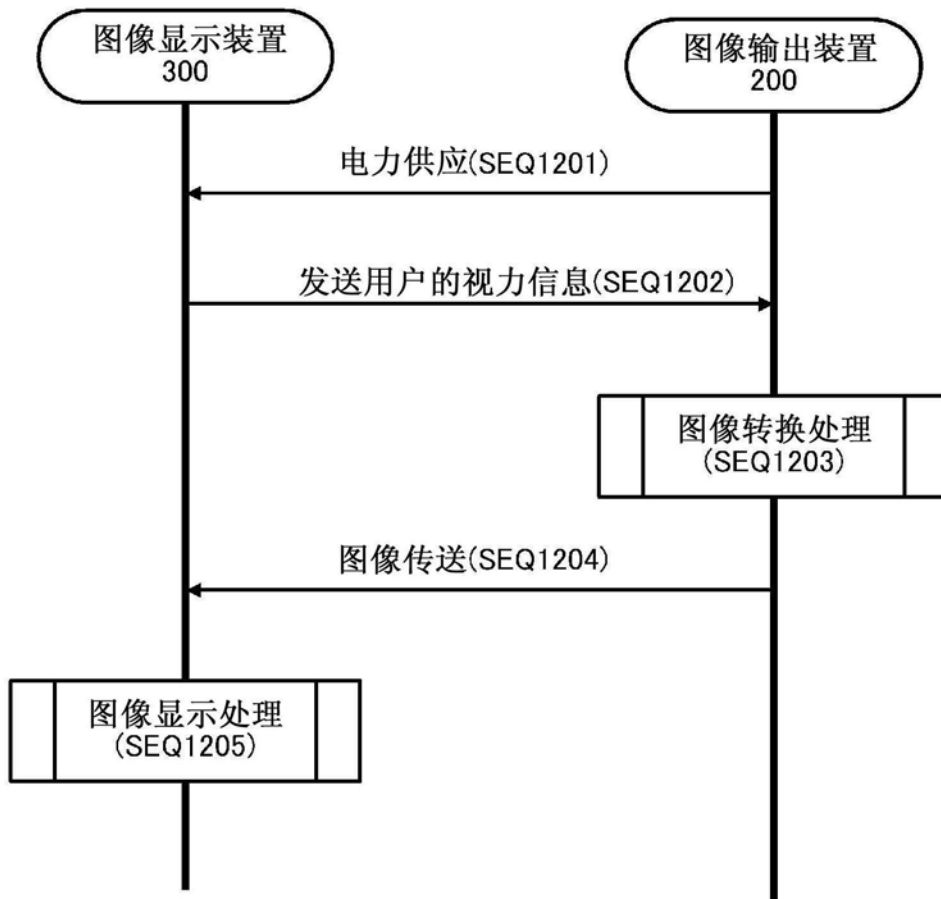 图像显示装置
300
图像输出装置
200
电力供应(SEQ1201)
发送用户的视力信息(SEQ1202)
图像转换处理
(SEQ1203)
图像传送(SEQ1204)
图像显示处理
(SEQ1205)